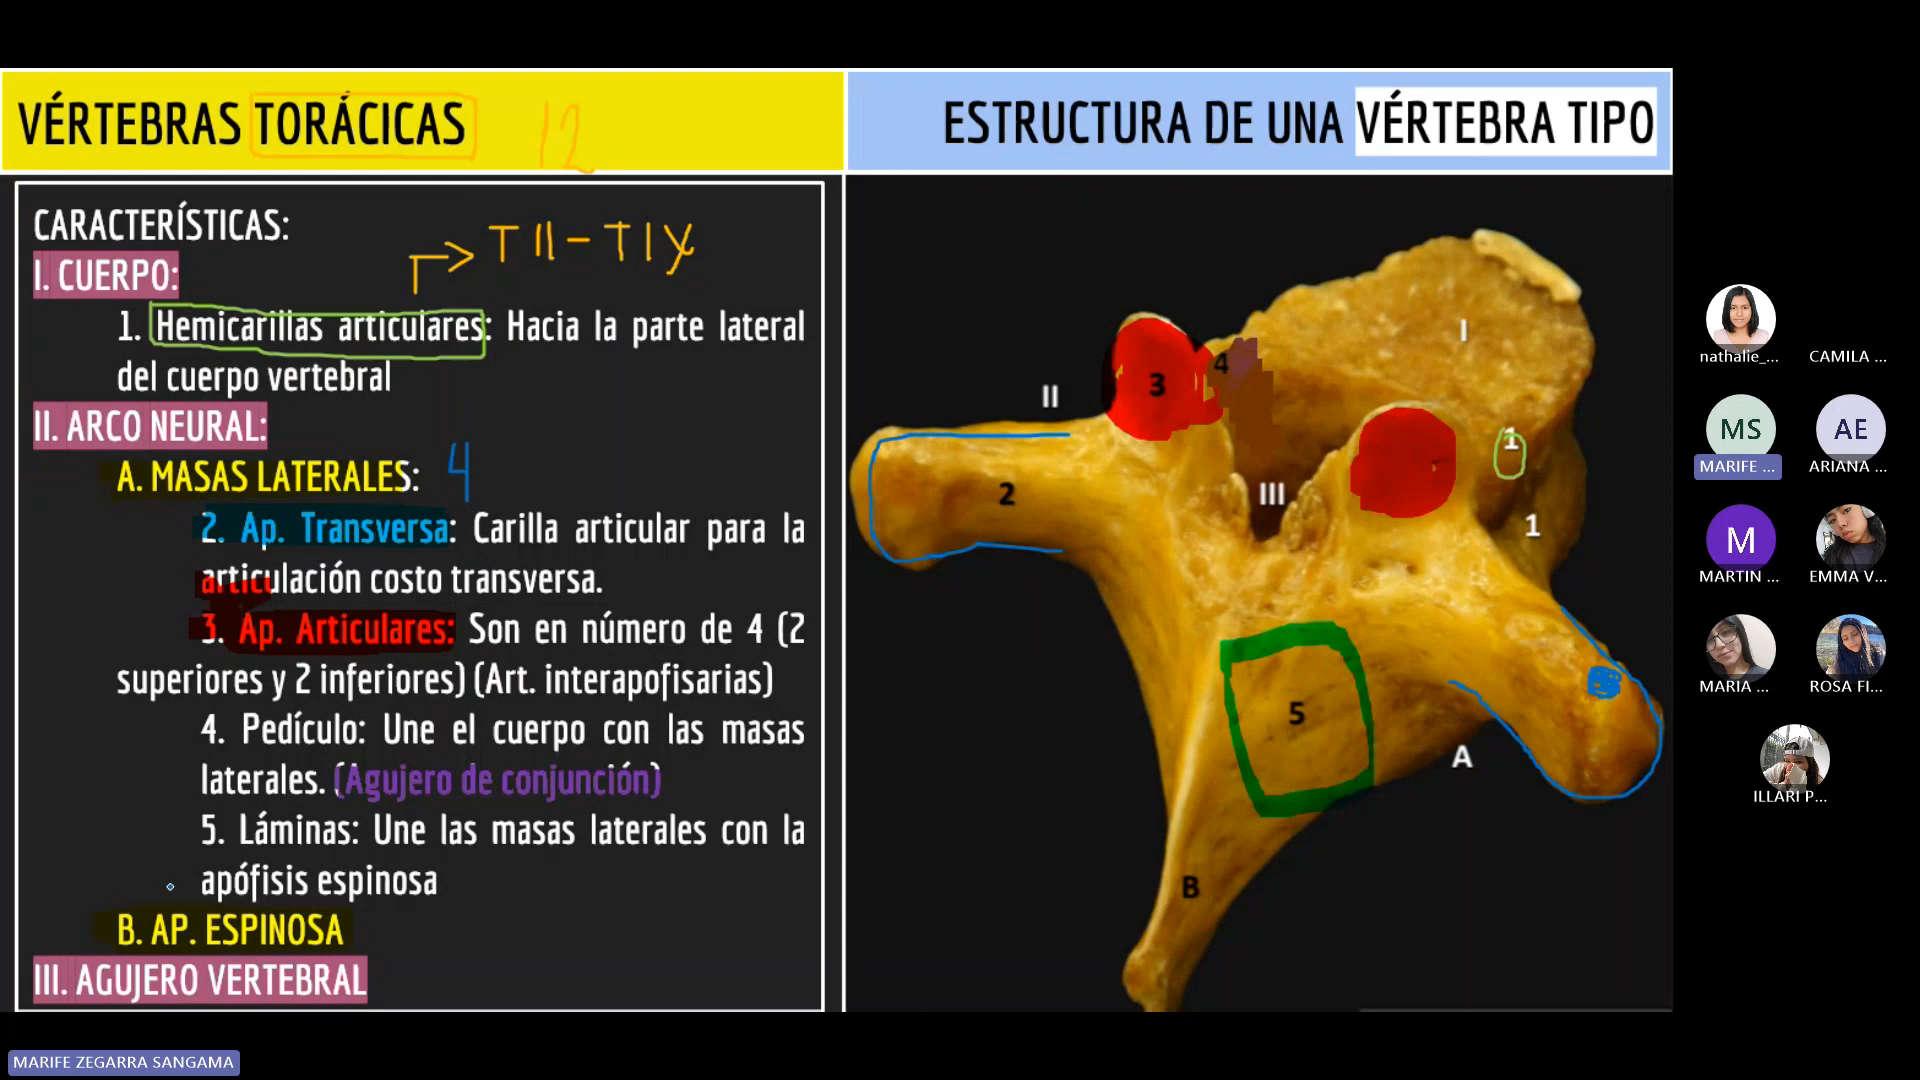 VÉRTEBRAS TORÁCICAS 12
ESTRUCTURA DE UNA VÉRTEBRA TIPO
CARACTERÍSTICAS:
TII-TIX
I. CUERPO:
1. Hemicarillas articulares: Hacia la parte lateral
del cuerpo vertebral
II. ARCO NEURAL:
A. MASAS LATERALES: 4
2. Ap. Transversa: Carilla articular para la
articulación costo transversa.
3. Ap. Articulares: Son en número de 4 (2
superiores y 2 inferiores) (Art. interapofisarias)
4. Pedículo: Une el cuerpo con las masas
laterales. (Agujero de conjunción)
5. Láminas: Une las masas laterales con la
apófisis espinosa
B. AP. ESPINOSA
III. AGUJERO VERTEBRAL
I
4
3
II
1
2
III
1
5
A
B
nathalie_...
CAMILA ...
MS
MARIFE ...
AE
ARIANA ...
M
MARTIN ...
EMMA V...
MARIA ...
ROSA FI...
ILLARI P...
MARIFE ZEGARRA SANGAMA